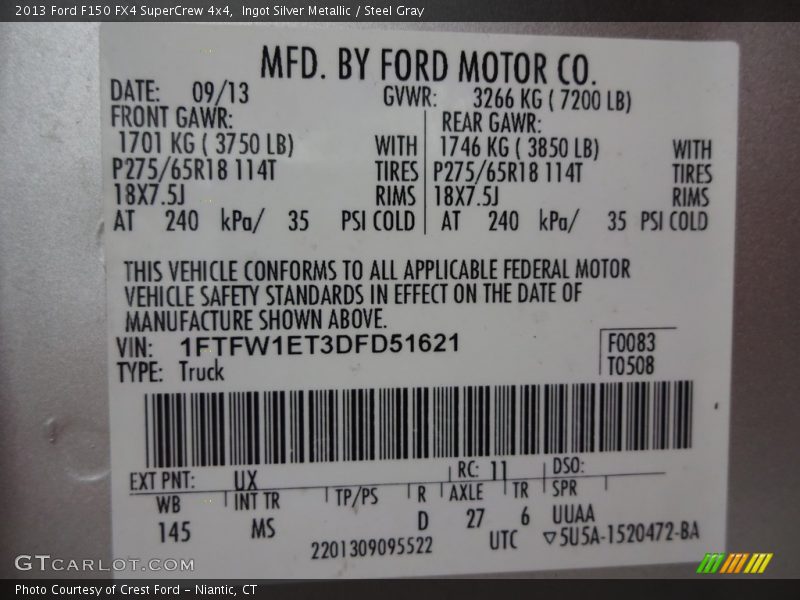 2013 Ford F150 FX4 SuperCrew 4x4, Ingot Silver Metallic / Steel Gray
MFD. BY FORD MOTOR CO.
DATE: 09/13 GVWR: 3266 KG ( 7200 LB)
FRONT GAWR: REAR GAWR:
1701 KG ( 3750 LB) WITH 1746 KG ( 3850 LB) WITH
P275/65R18 114T TIRES P275/65R18 114T TIRES
18X7.5J RIMS 18X7.5J RIMS
AT 240 kPa/ 35 PSI COLD AT 240 kPa/ 35 PSI COLD
THIS VEHICLE CONFORMS TO ALL APPLICABLE FEDERAL MOTOR
VEHICLE SAFETY STANDARDS IN EFFECT ON THE DATE OF
MANUFACTURE SHOWN ABOVE.
VIN: 1FTFW1ET3DFD51621 F0083
TYPE: Truck T0508
EXT PNT: UX RC: 11 DSO:
WB INT TR TP/PS R AXLE TR SPR
145 MS D 27 6 UUAA
2201309095522 UTC ▽5U5A-1520472-BA
GTCARLOT.COM
Photo Courtesy of Crest Ford - Niantic, CT